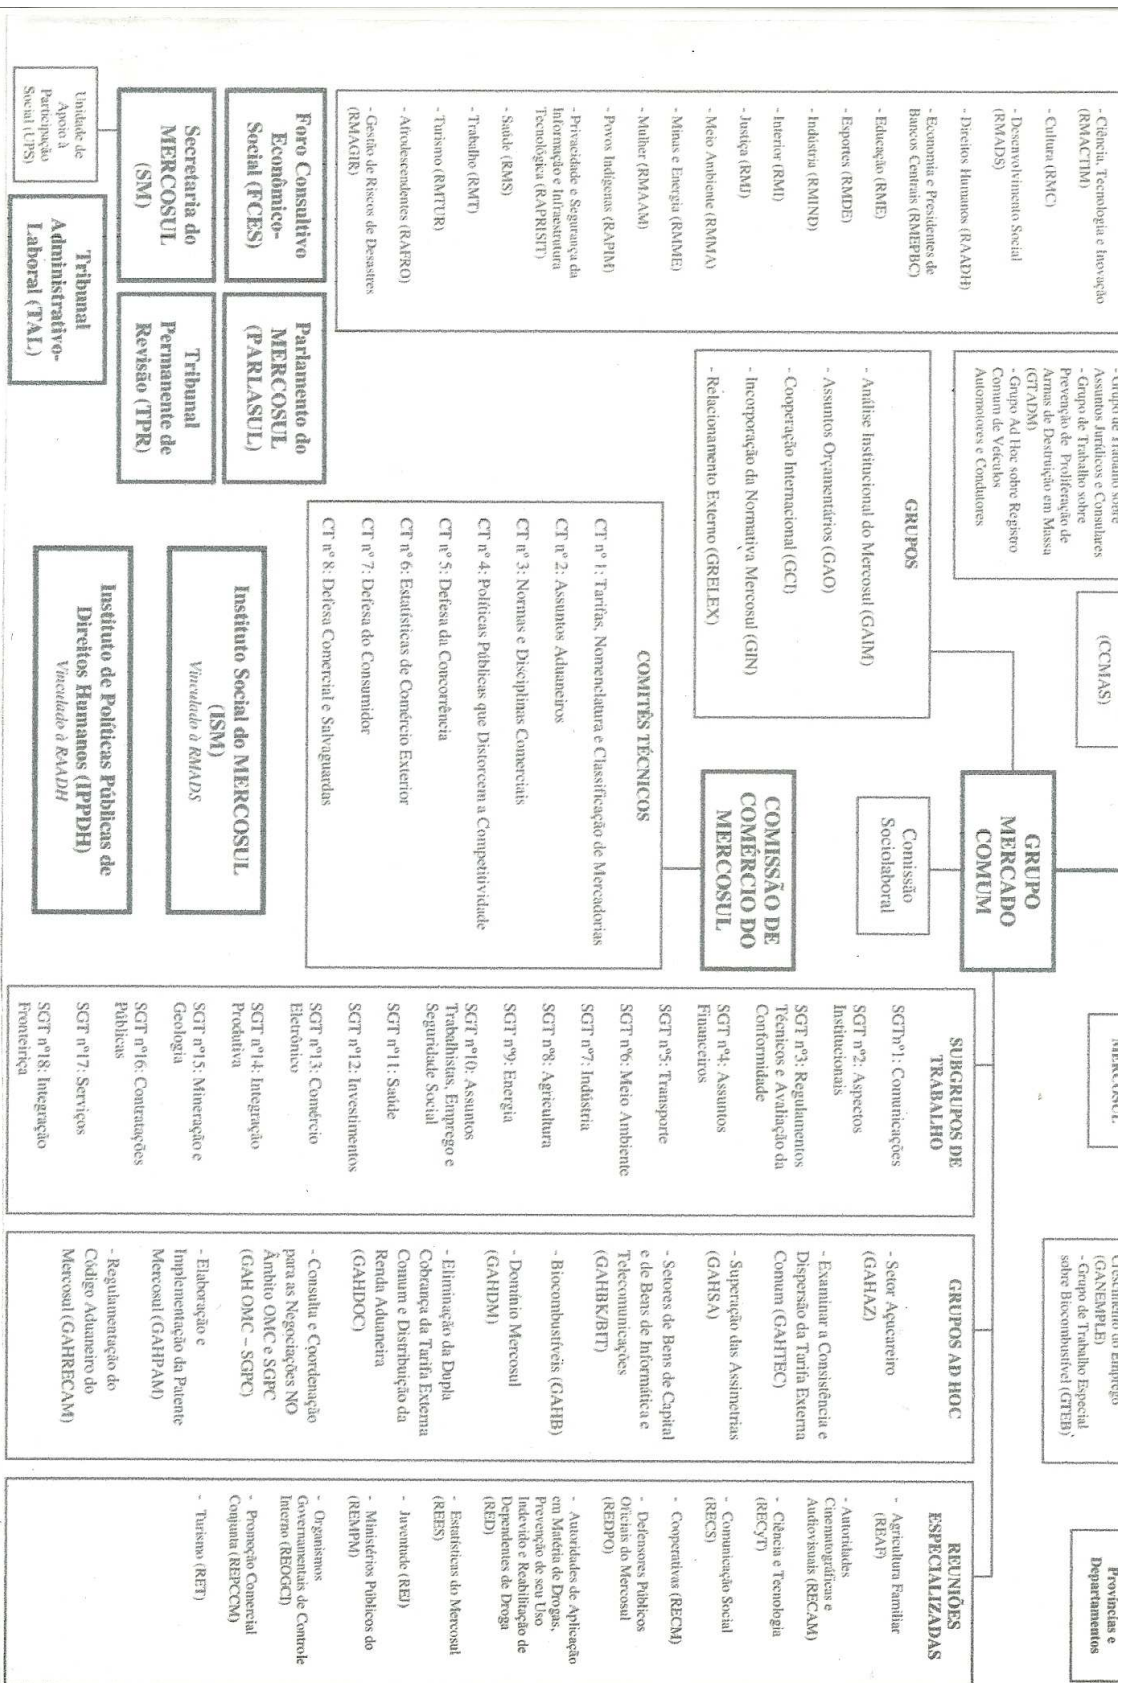 - Ciência, Tecnologia e Inovação
(RMACTIM)
- Cultura (RMC)
- Desenvolvimento Social
(RMADS)
- Direitos Humanos (RAADH)
- Economia e Presidentes de
Bancos Centrais (RMEPBC)
- Educação (RME)
- Esportes (RMDE)
- Indústria (RMIND)
- Interior (RMI)
- Justiça (RMJ)
- Meio Ambiente (RMMA)
- Minas e Energia (RMME)
- Mulher (RMAAM)
- Povos Indígenas (RAPIM)
- Privacidade e Segurança da
Informação e Infraestrutura
Tecnológica (RAPRISIT)
- Saúde (RMS)
- Trabalho (RMT)
- Turismo (RMTUR)
- Afrodescendentes (RAFRO)
- Gestão de Riscos de Desastres
(RMAGIR)
- Grupo de Trabalho sobre
Assuntos Jurídicos e Consulares
- Grupo de Trabalho sobre
Prevenção de Proliferação de
Armas de Destruição em Massa
(GTADM)
- Grupo Ad Hoc sobre Registro
Comum de Veículos
Automotores e Condutores
(CCMAS)
GRUPO
MERCADO
COMUM
MERCOSUL
Crescimento do Emprego
(GANEMPLE)
- Grupo de Trabalho Especial
sobre Biocombustível (GTEB)
Províncias e
Departamentos
GRUPOS
- Análise Institucional do Mercosul (GAIM)
- Assuntos Orçamentários (GAO)
- Cooperação Internacional (GCI)
- Incorporação da Normativa Mercosul (GIN)
- Relacionamento Externo (GRELEX)
Comissão
Sociolaboral
COMISSÃO DE
COMÉRCIO DO
MERCOSUL
COMITÊS TÉCNICOS
CT nº 1: Tarifas, Nomenclatura e Classificação de Mercadorias
CT nº 2: Assuntos Aduaneiros
CT nº 3: Normas e Disciplinas Comerciais
CT nº 4: Políticas Públicas que Distorcem a Competitividade
CT nº 5: Defesa da Concorrência
CT nº 6: Estatísticas de Comércio Exterior
CT nº 7: Defesa do Consumidor
CT nº 8: Defesa Comercial e Salvaguardas
SUBGRUPOS DE
TRABALHO
SGTnº1: Comunicações
SGT nº2: Aspectos
Institucionais
SGT nº3: Regulamentos
Técnicos e Avaliação da
Conformidade
SGT nº4: Assuntos
Financeiros
SGT nº5: Transporte
SGT nº6: Meio Ambiente
SGT nº7: Indústria
SGT nº8: Agricultura
SGT nº9: Energia
SGT nº10: Assuntos
Trabalhistas, Emprego e
Seguridade Social
SGT nº11: Saúde
SGT nº12: Investimentos
SGT nº13: Comércio
Eletrônico
SGT nº14: Integração
Produtiva
SGT nº15: Mineração e
Geologia
SGT nº16: Contratações
Públicas
SGT nº17: Serviços
SGT nº18: Integração
Fronteiriça
GRUPOS AD HOC
- Setor Açucareiro
(GAHAZ)
- Examinar a Consistência e
Dispersão da Tarifa Externa
Comum (GAHTEC)
- Superação das Assimetrias
(GAHSA)
- Setores de Bens de Capital
e de Bens de Informática e
Telecomunicações
(GAHBK/BIT)
- Biocombustíveis (GAHB)
- Domínio Mercosul
(GAHDM)
- Eliminação da Dupla
Cobrança da Tarifa Externa
Comum e Distribuição da
Renda Aduaneira
(GAHDOC)
- Consulta e Coordenação
para as Negociações NO
Âmbito OMC e SGPC
(GAH OMC – SGPC)
- Elaboração e
Implementação da Patente
Mercosul (GAHPAM)
- Regulamentação do
Código Aduaneiro do
Mercosul (GAHRECAM)
REUNIÕES
ESPECIALIZADAS
- Agricultura Familiar
(REAF)
- Autoridades
Cinematográficas e
Audiovisuais (RECAM)
- Ciência e Tecnologia
(RECyT)
- Comunicação Social
(RECS)
- Cooperativas (RECM)
- Defensores Públicos
Oficiais do Mercosul
(REDPO)
- Autoridades de Aplicação
em Matéria de Drogas,
Prevenção de seu Uso
Indevido e Reabilitação de
Dependentes de Droga
(RED)
- Estatísticas do Mercosul
(REES)
- Juventude (REJ)
- Ministérios Públicos do
(REMPM)
- Organismos
Governamentais de Controle
Interno (REOGCI)
- Promoção Comercial
Conjunta (REPCCM)
- Turismo (RET)
Foro Consultivo
Econômico-
Social (FCES)
Parlamento do
MERCOSUL
(PARLASUL)
Secretaria do
MERCOSUL
(SM)
Tribunal
Permanente de
Revisão (TPR)
Unidade de
Apoio à
Participação
Social (UPS)
Tribunal
Administrativo-
Laboral (TAL)
Instituto Social do MERCOSUL
(ISM)
Vinculado à RMADS
Instituto de Políticas Públicas de
Direitos Humanos (IPPDH)
Vinculado à RAADH